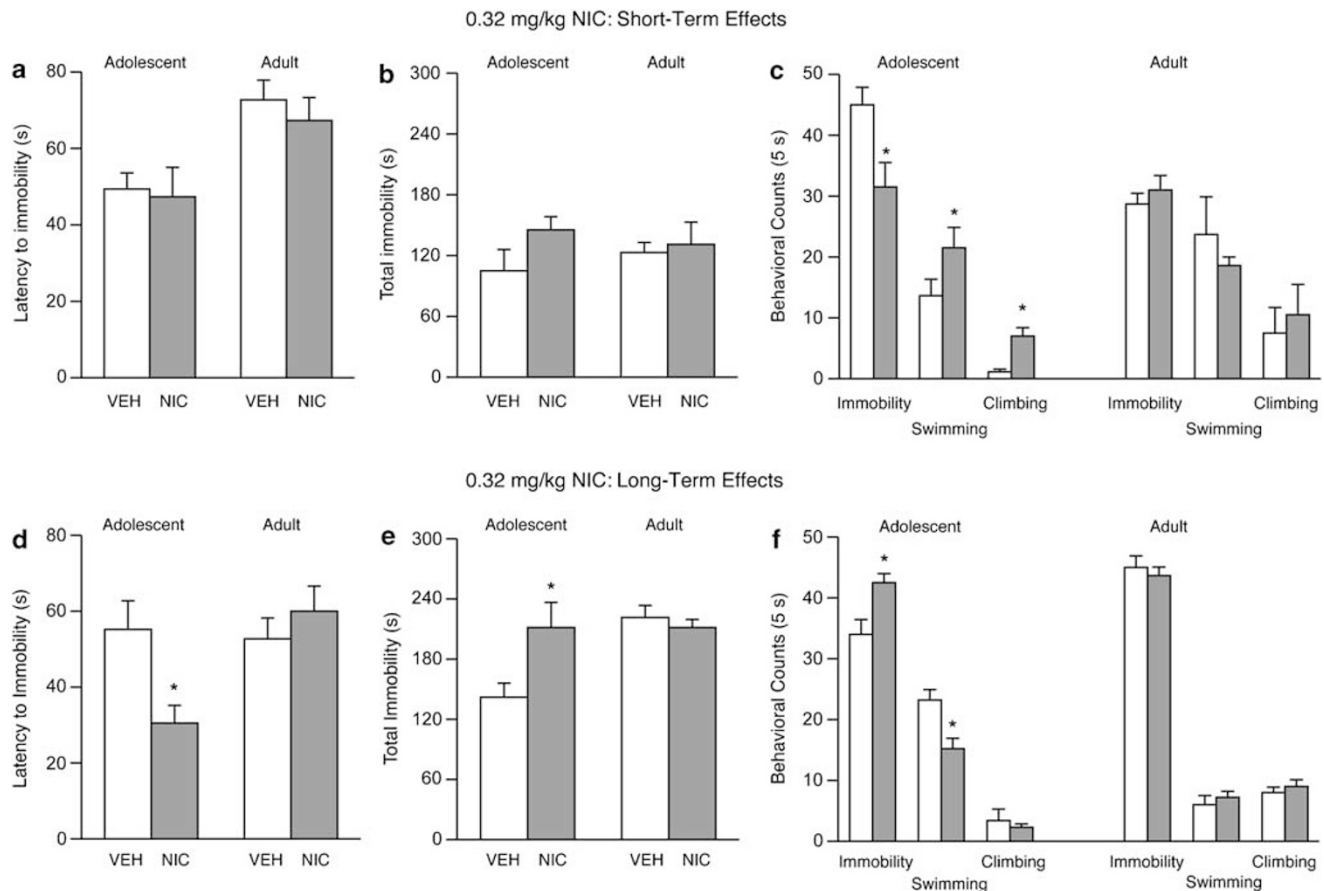 0.32 mg/kg NIC: Short-Term Effects
a
Adolescent
Adult
Latency to immobility (s)
80
60
40
20
0
VEH
NIC
VEH
NIC
b
Adolescent
Adult
Total immobility (s)
300
240
180
120
60
0
VEH
NIC
VEH
NIC
c
Adolescent
Adult
Behavioral Counts (5 s)
50
40
30
20
10
0
*
*
*
Immobility
Swimming
Climbing
Immobility
Swimming
Climbing
0.32 mg/kg NIC: Long-Term Effects
d
Adolescent
Adult
Latency to Immobility (s)
80
60
40
20
0
*
VEH
NIC
VEH
NIC
e
Adolescent
Adult
Total Immobility (s)
300
240
180
120
60
0
*
VEH
NIC
VEH
NIC
f
Adolescent
Adult
Behavioral Counts (5 s)
50
40
30
20
10
0
*
*
Immobility
Swimming
Climbing
Immobility
Swimming
Climbing